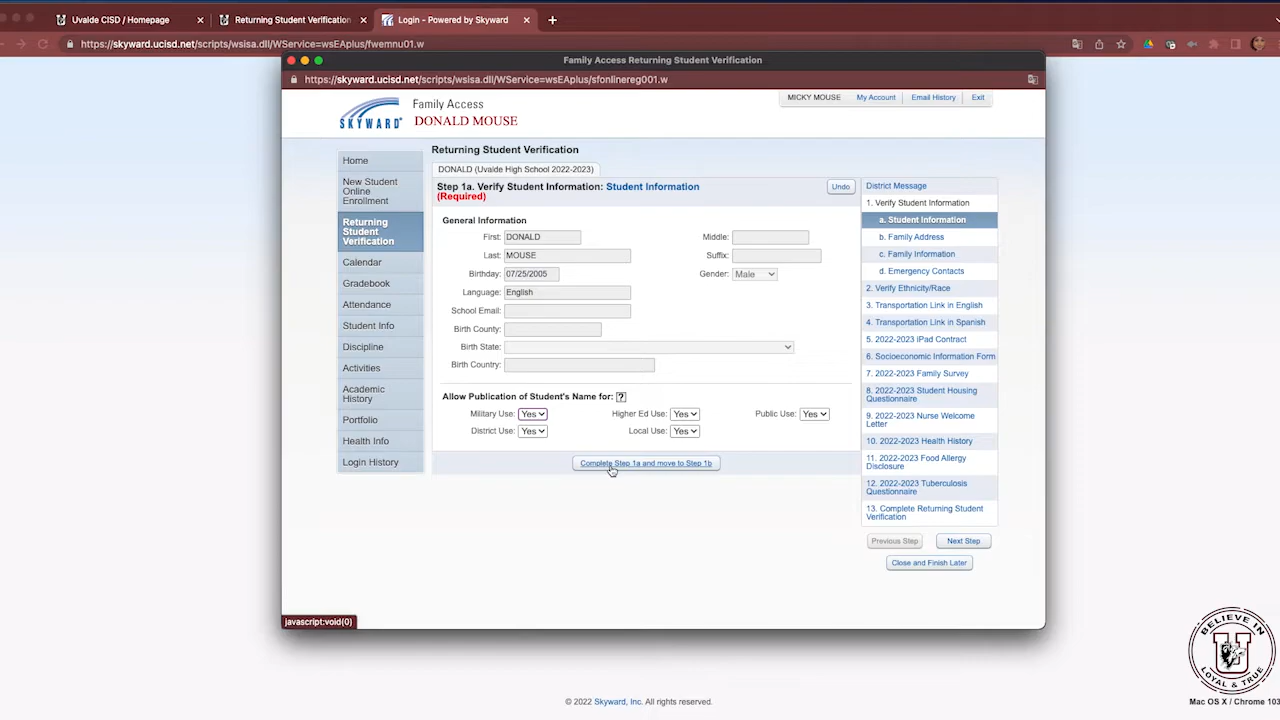 Uvalde CISD / Homepage
Returning Student Verification
Login - Powered by Skyward
https://skyward.ucisd.net/scripts/wsisa.dll/WService=wsEAplus/fwemnu01.w
Family Access Returning Student Verification
https://skyward.ucisd.net/scripts/wsisa.dll/WService=wsEAplus/sfonlinereg001.w
MICKY MOUSE My Account Email History Exit
SKYWARD
Family Access
DONALD MOUSE
Home
New Student
Online
Enrollment
Returning
Student
Verification
Calendar
Gradebook
Attendance
Student Info
Discipline
Activities
Academic
History
Portfolio
Health Info
Login History
Returning Student Verification
DONALD (Uvalde High School 2022-2023)
Step 1a. Verify Student Information: Student Information
(Required)
Undo
General Information
First: DONALD Middle:
Last: MOUSE Suffix:
Birthday: 07/25/2005 Gender: Male
Language: English
School Email:
Birth County:
Birth State:
Birth Country:
Allow Publication of Student's Name for: ?
Military Use: Yes Higher Ed Use: Yes Public Use: Yes
District Use: Yes Local Use: Yes
Complete Step 1a and move to Step 1b
District Message
1. Verify Student Information
a. Student Information
b. Family Address
c. Family Information
d. Emergency Contacts
2. Verify Ethnicity/Race
3. Transportation Link in English
4. Transportation Link in Spanish
5. 2022-2023 iPad Contract
6. Socioeconomic Information Form
7. 2022-2023 Family Survey
8. 2022-2023 Student Housing
Questionnaire
9. 2022-2023 Nurse Welcome
Letter
10. 2022-2023 Health History
11. 2022-2023 Food Allergy
Disclosure
12. 2022-2023 Tuberculosis
Questionnaire
13. Complete Returning Student
Verification
Previous Step Next Step
Close and Finish Later
javascript:void(0)
© 2022 Skyward, Inc. All rights reserved.
BELIEVE IN
U
LOYAL & TRUE
Mac OS X / Chrome 103